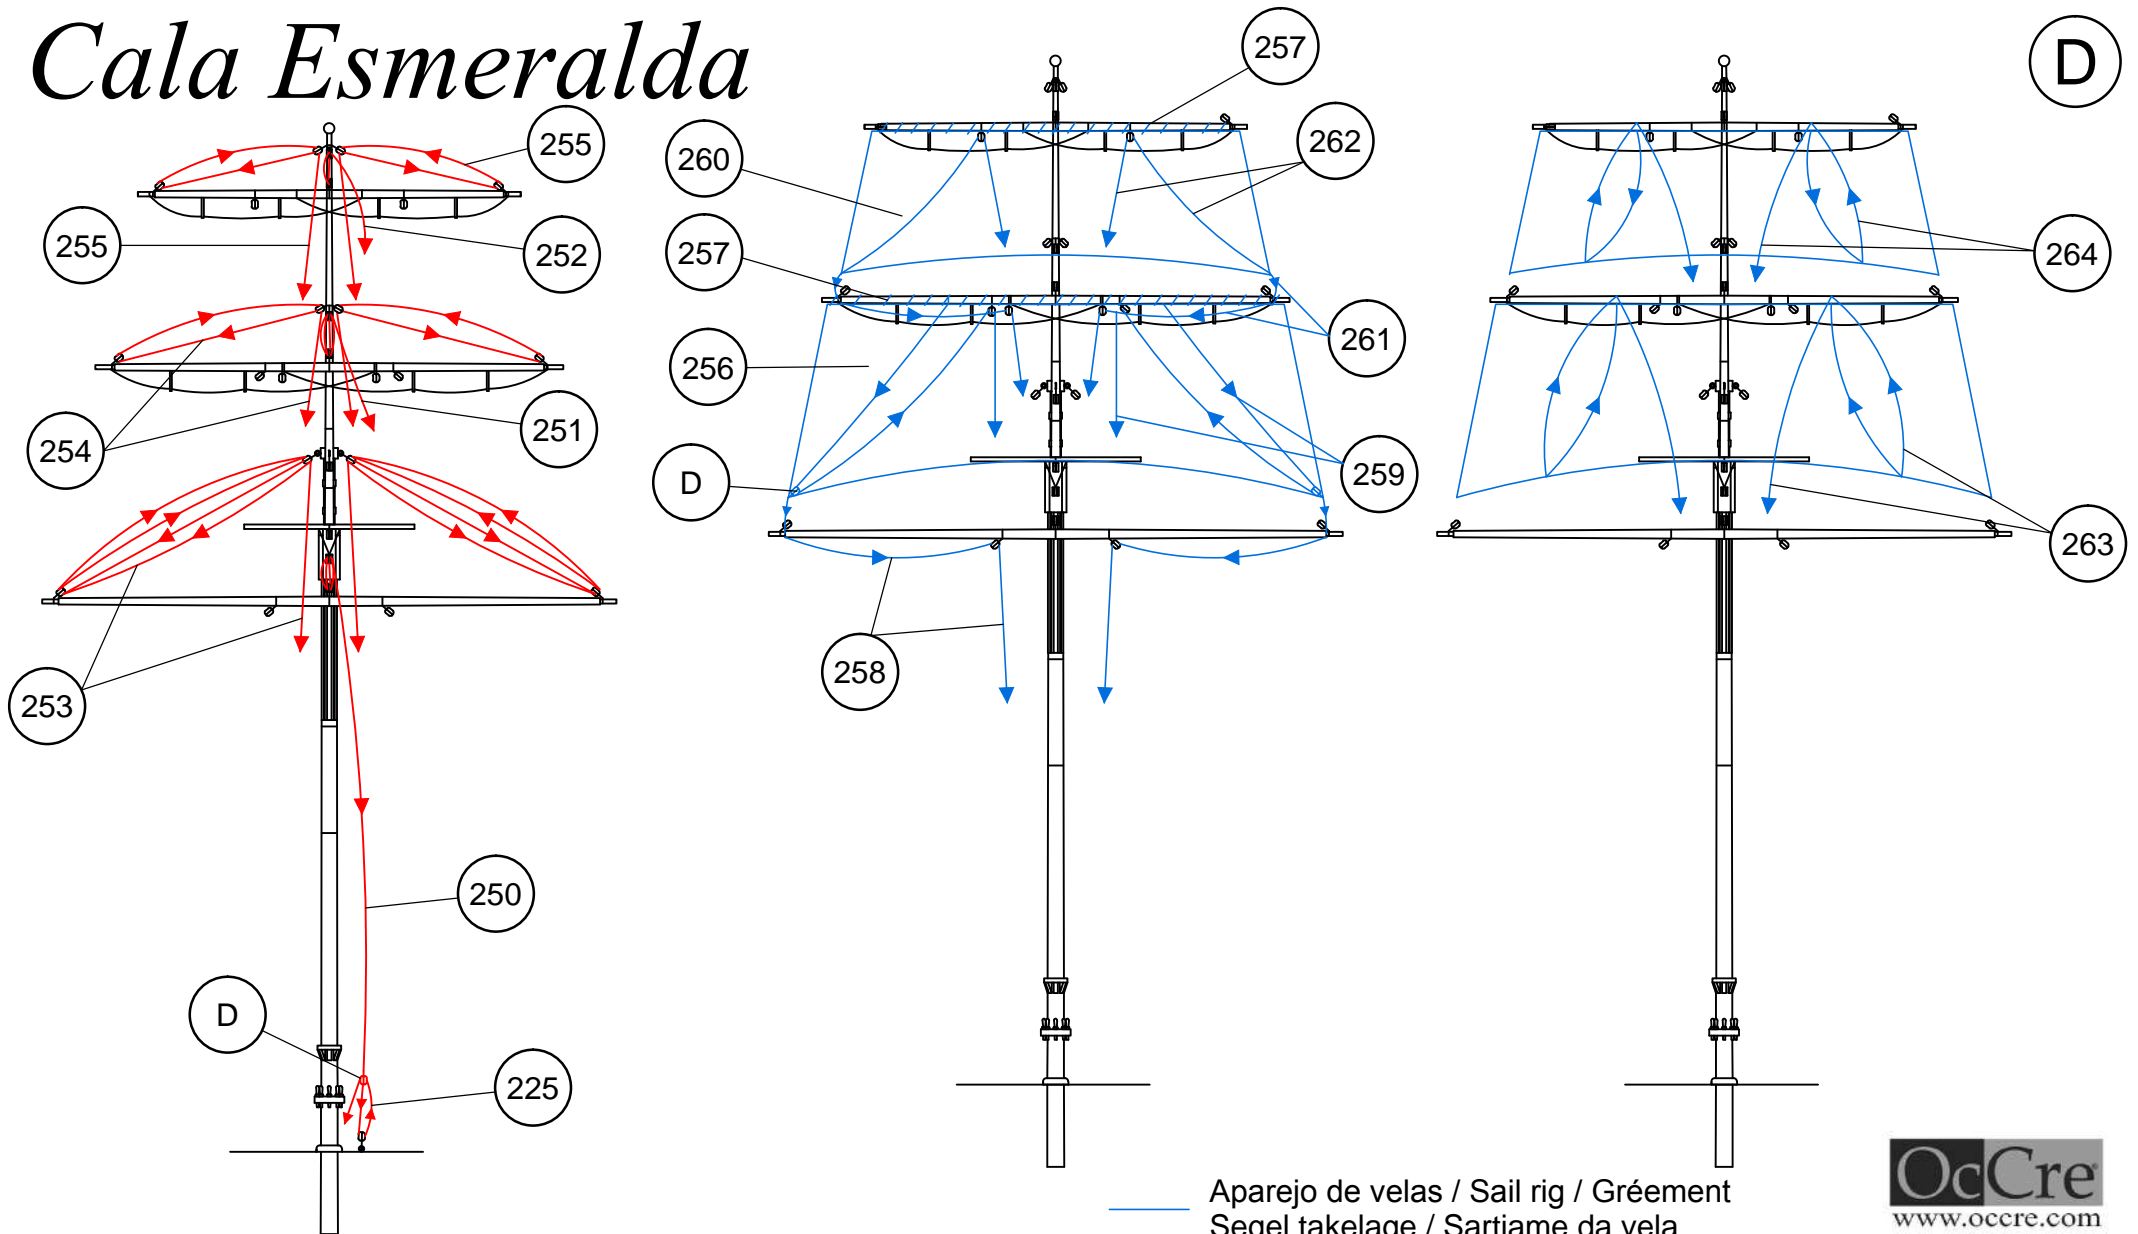 Cala Esmeralda
D
255
255
252
254
251
253
250
D
225
257
260
262
257
261
256
D
259
258
264
263
Aparejo de velas / Sail rig / Gréement
Segel takelage / Sartiame da vela
OcCre
www.occre.com